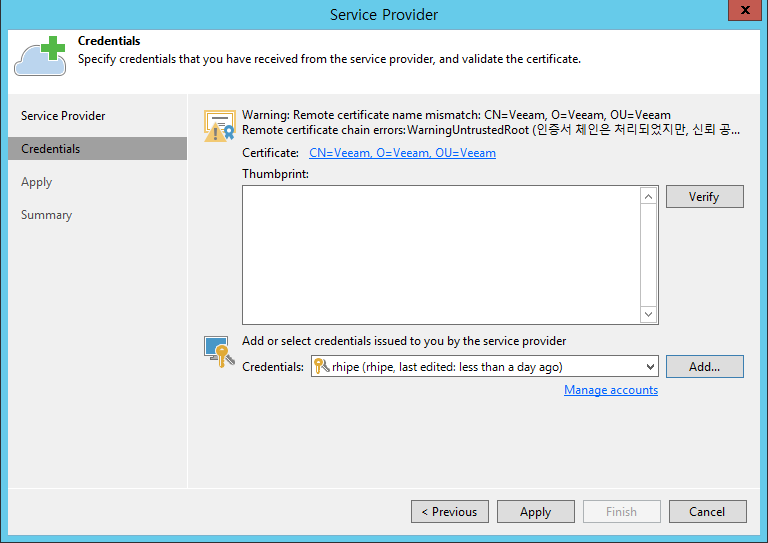 Service Provider
x
Credentials
Specify credentials that you have received from the service provider, and validate the certificate.
Service Provider
Credentials
Apply
Summary
Warning: Remote certificate name mismatch: CN=Veeam, O=Veeam, OU=Veeam
Remote certificate chain errors:WarningUntrustedRoot (인증서 체인은 처리되었지만, 신뢰 공...
Certificate: CN=Veeam, O=Veeam, OU=Veeam
Thumbprint:
Verify
Add or select credentials issued to you by the service provider
Credentials: rhipe (rhipe, last edited: less than a day ago) Add...
Manage accounts
< Previous Apply Finish Cancel